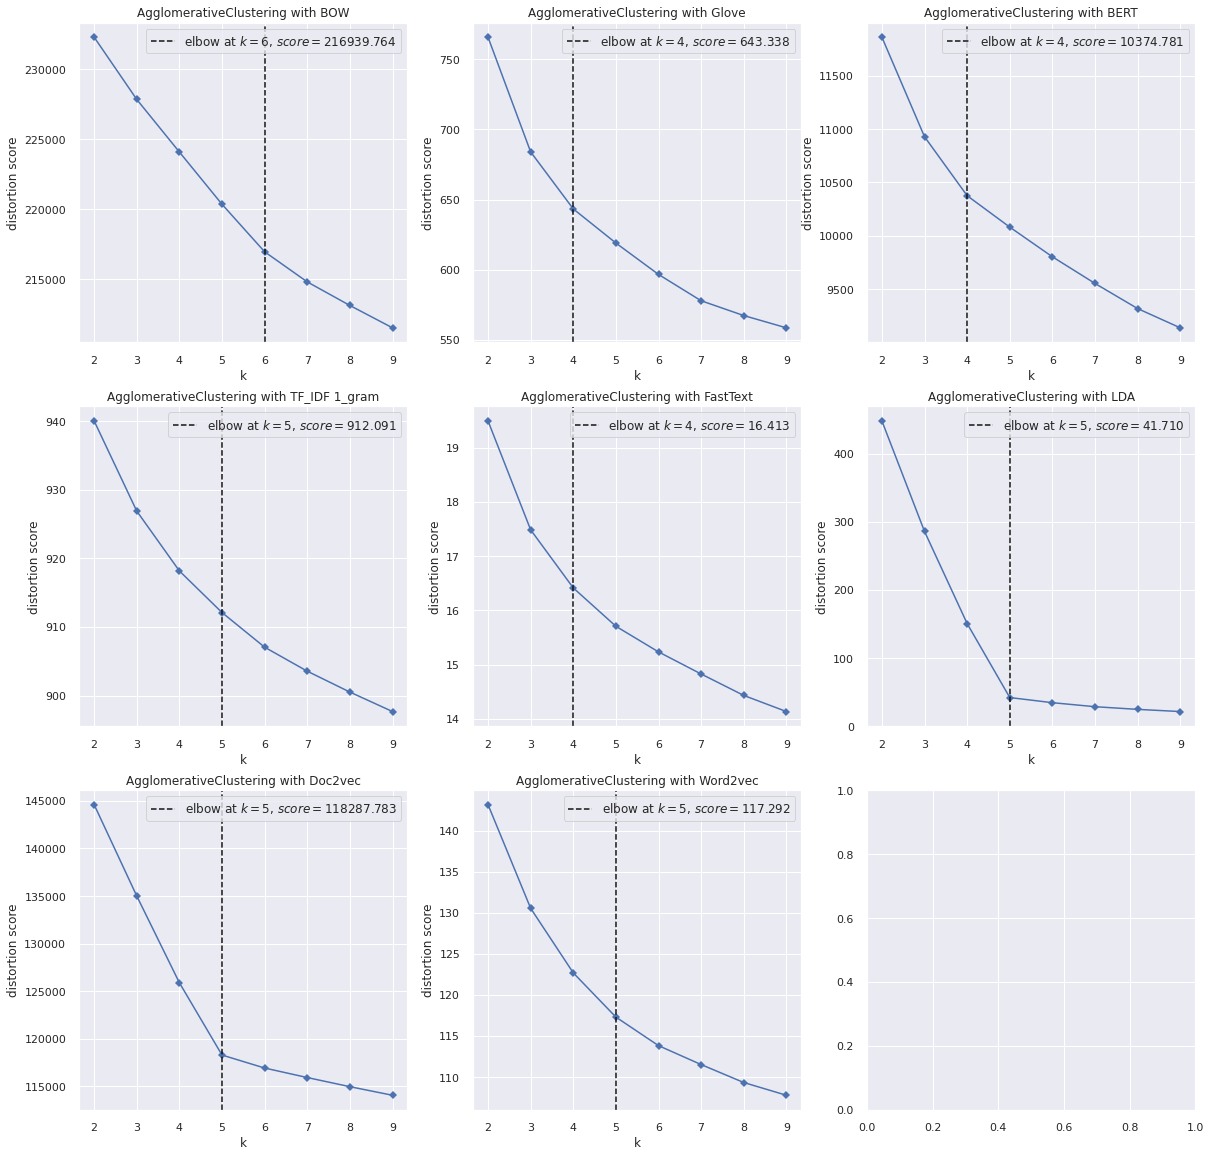 AgglomerativeClustering with BOW
elbow at k = 6, score = 216939.764
distortion score
230000
225000
220000
215000
2 3 4 5 6 7 8 9
k
AgglomerativeClustering with Glove
elbow at k = 4, score = 643.338
distortion score
750
700
650
600
550
2 3 4 5 6 7 8 9
k
AgglomerativeClustering with BERT
elbow at k = 4, score = 10374.781
distortion score
11500
11000
10500
10000
9500
2 3 4 5 6 7 8 9
k
AgglomerativeClustering with TF_IDF 1_gram
elbow at k = 5, score = 912.091
distortion score
940
930
920
910
900
2 3 4 5 6 7 8 9
k
AgglomerativeClustering with FastText
elbow at k = 4, score = 16.413
distortion score
19
18
17
16
15
14
2 3 4 5 6 7 8 9
k
AgglomerativeClustering with LDA
elbow at k = 5, score = 41.710
distortion score
400
300
200
100
0
2 3 4 5 6 7 8 9
k
AgglomerativeClustering with Doc2vec
elbow at k = 5, score = 118287.783
distortion score
145000
140000
135000
130000
125000
120000
115000
2 3 4 5 6 7 8 9
k
AgglomerativeClustering with Word2vec
elbow at k = 5, score = 117.292
distortion score
140
135
130
125
120
115
110
2 3 4 5 6 7 8 9
k
1.0
0.8
0.6
0.4
0.2
0.0
0.0 0.2 0.4 0.6 0.8 1.0